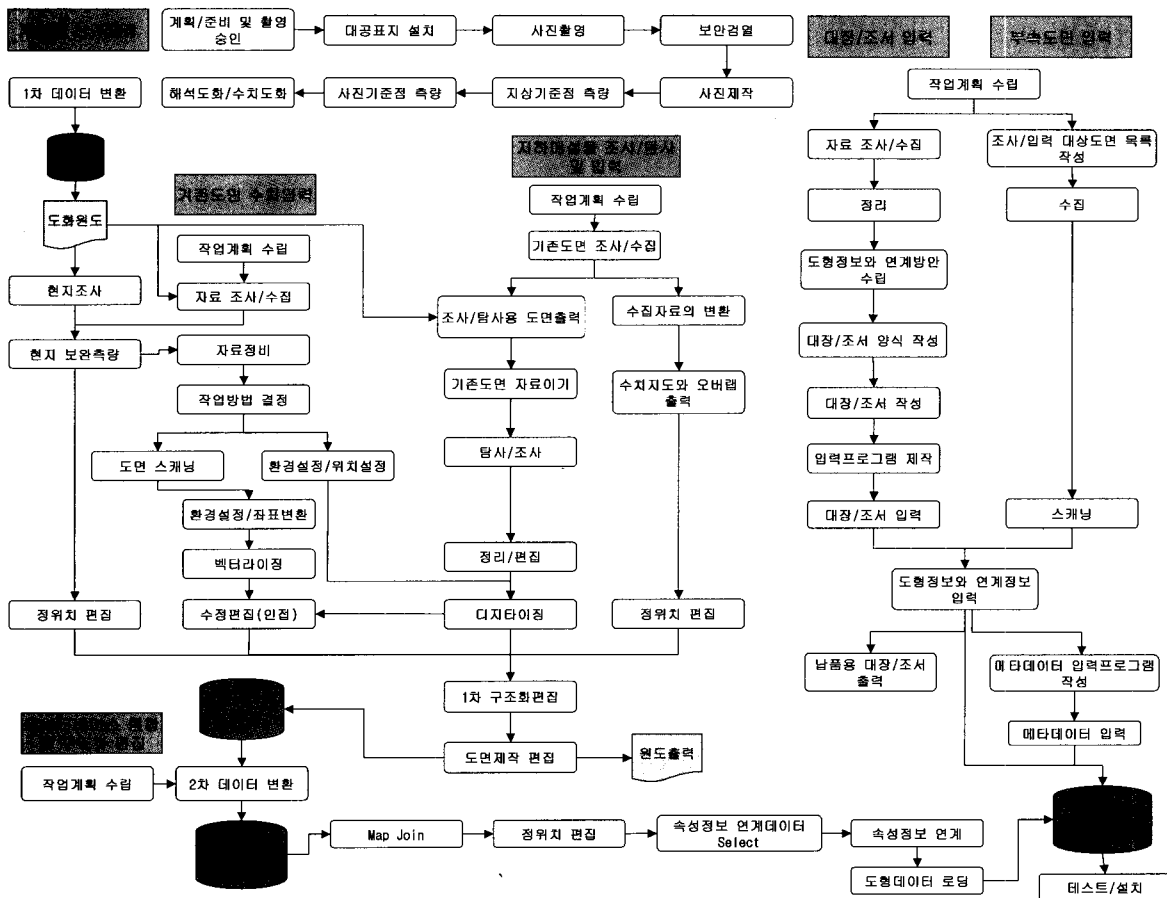 계획/준비 및 촬영
승인
대공표지 설치
사진촬영
보안검열
대장/조서 입력
부속도면 입력
1차 데이터 변환
해석도화/수치도화
사진기준점 측량
지상기준점 측량
사진제작
작업계획 수립
자료 조사/수집
조사/입력 대상도면 목록
작성
지하매설물 조사/탐사
및 입력
기존도면 수치입력
작업계획 수립
정리
수집
도화원도
작업계획 수립
기존도면 조사/수집
도형정보와 연계방안
수립
현지조사
자료 조사/수집
조사/탐사용 도면출력
수집자료의 변환
대장/조서 양식 작성
현지 보완측량
자료정비
기존도면 자료이기
수치지도와 오버랩
출력
작업방법 결정
대장/조서 작성
도면 스캐닝
환경설정/위치설정
탐사/조사
입력프로그램 제작
환경설정/좌표변환
대장/조서 입력
스캐닝
벡터라이징
정리/편집
도형정보와 연계정보
입력
정위치 편집
수정편집(인접)
디지타이징
정위치 편집
납품용 대장/조서
출력
메타데이터 입력프로그램
작성
1차 구조화편집
메타데이터 입력
도면제작 편집
원도출력
작업계획 수립
2차 데이터 변환
Map Join
정위치 편집
속성정보 연계데이터
Select
속성정보 연계
도형데이터 로딩
테스트/설치